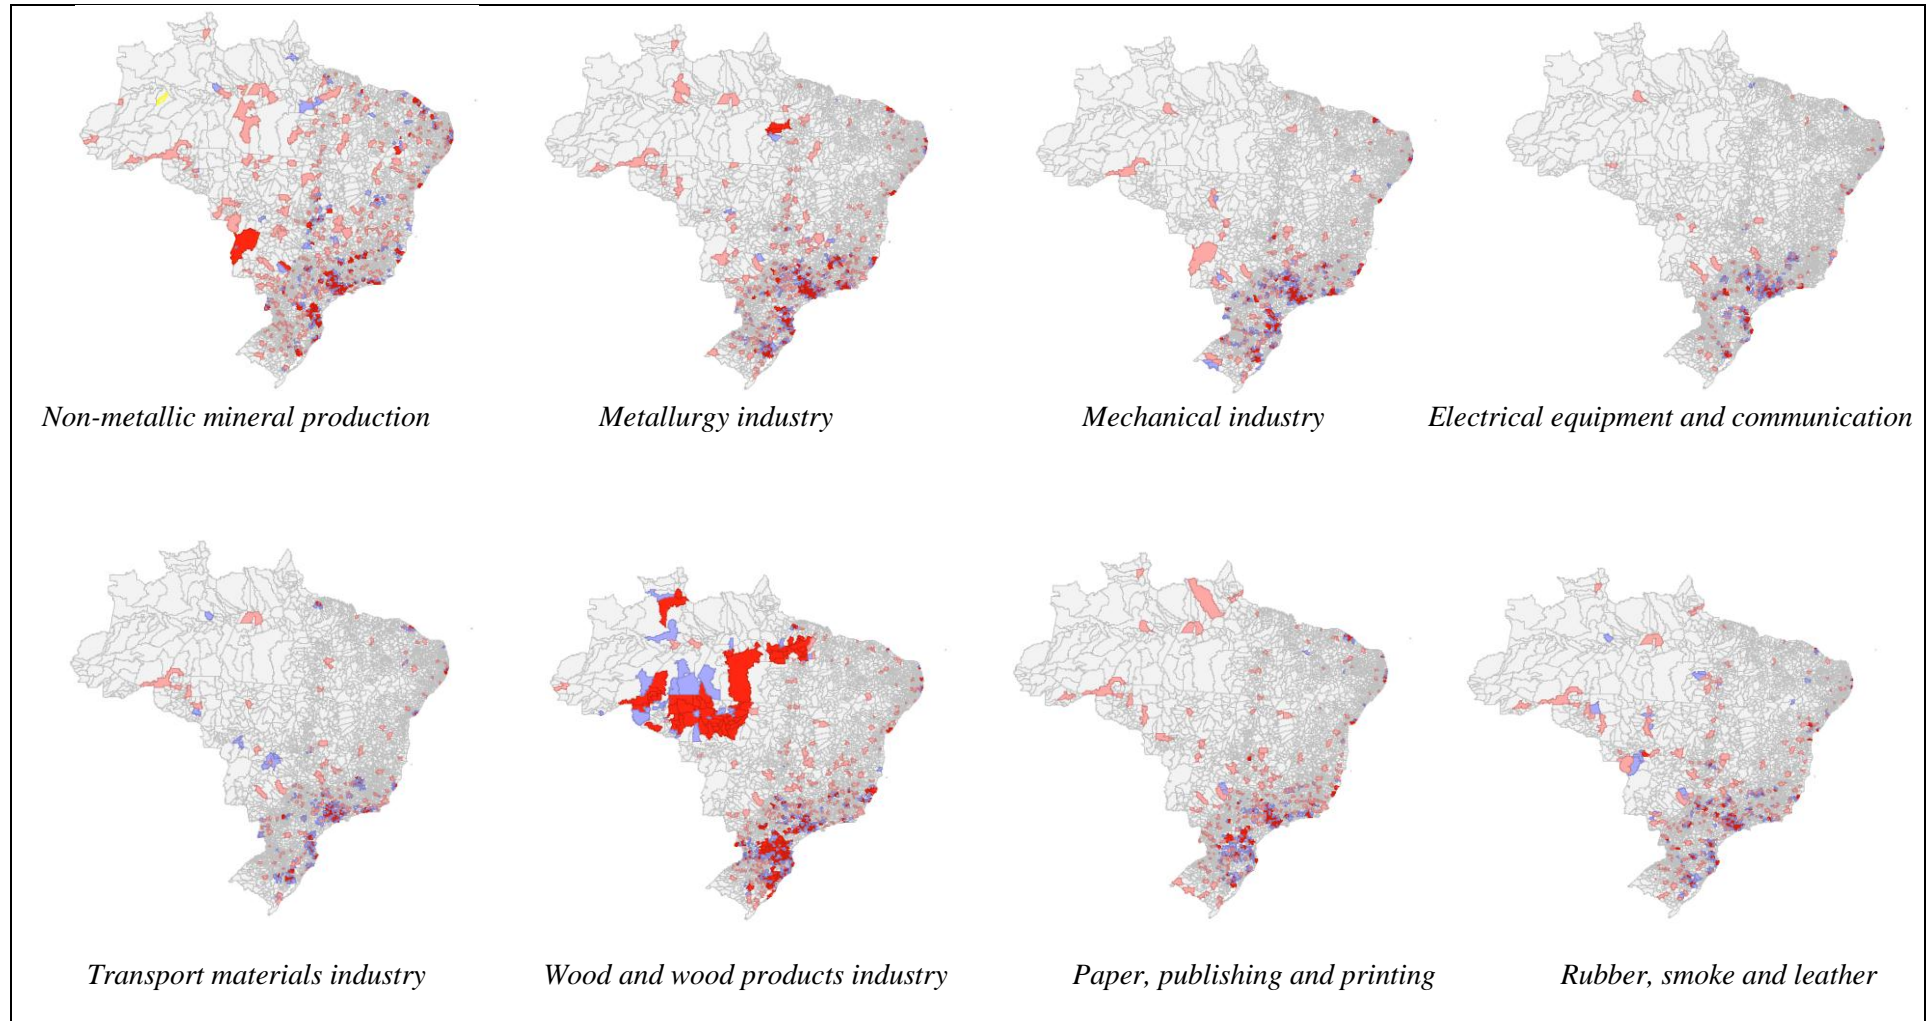 Non-metallic mineral production
Metallurgy industry
Mechanical industry
Electrical equipment and communication
Transport materials industry
Wood and wood products industry
Paper, publishing and printing
Rubber, smoke and leather